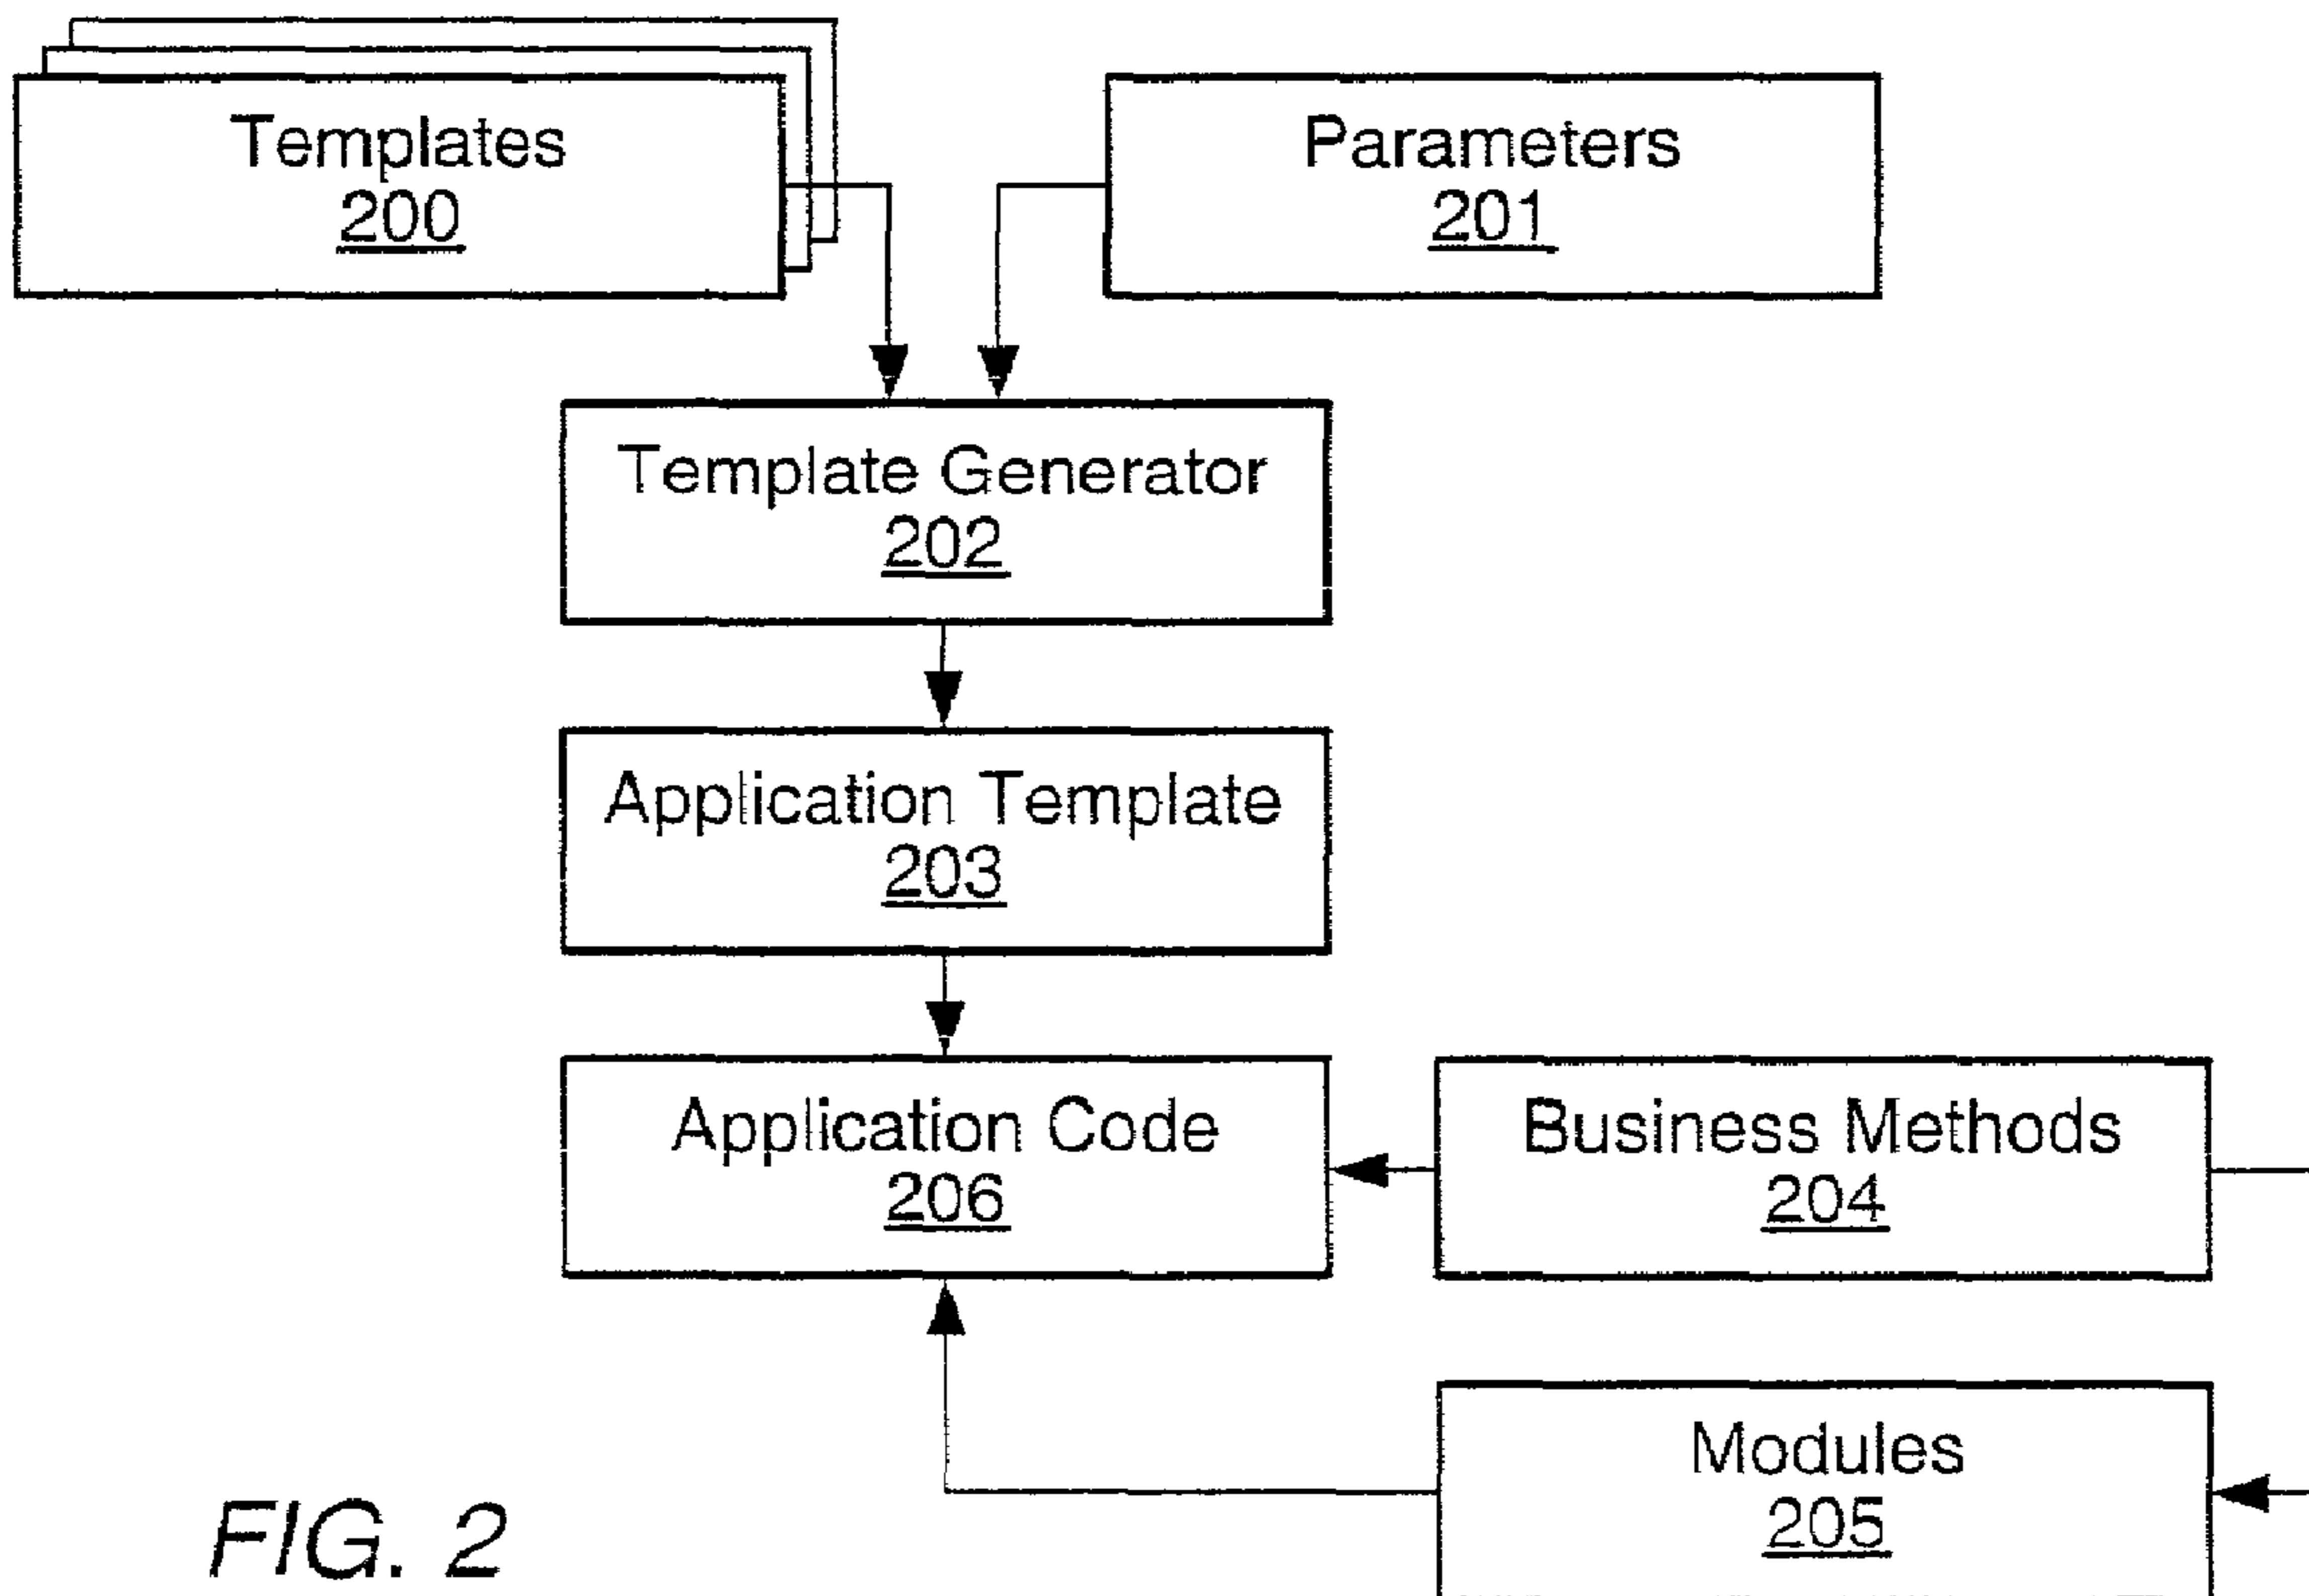 Templates
200
Parameters
201
Template Generator
202
Application Template
203
Application Code
206
Business Methods
204
Modules
205
FIG. 2